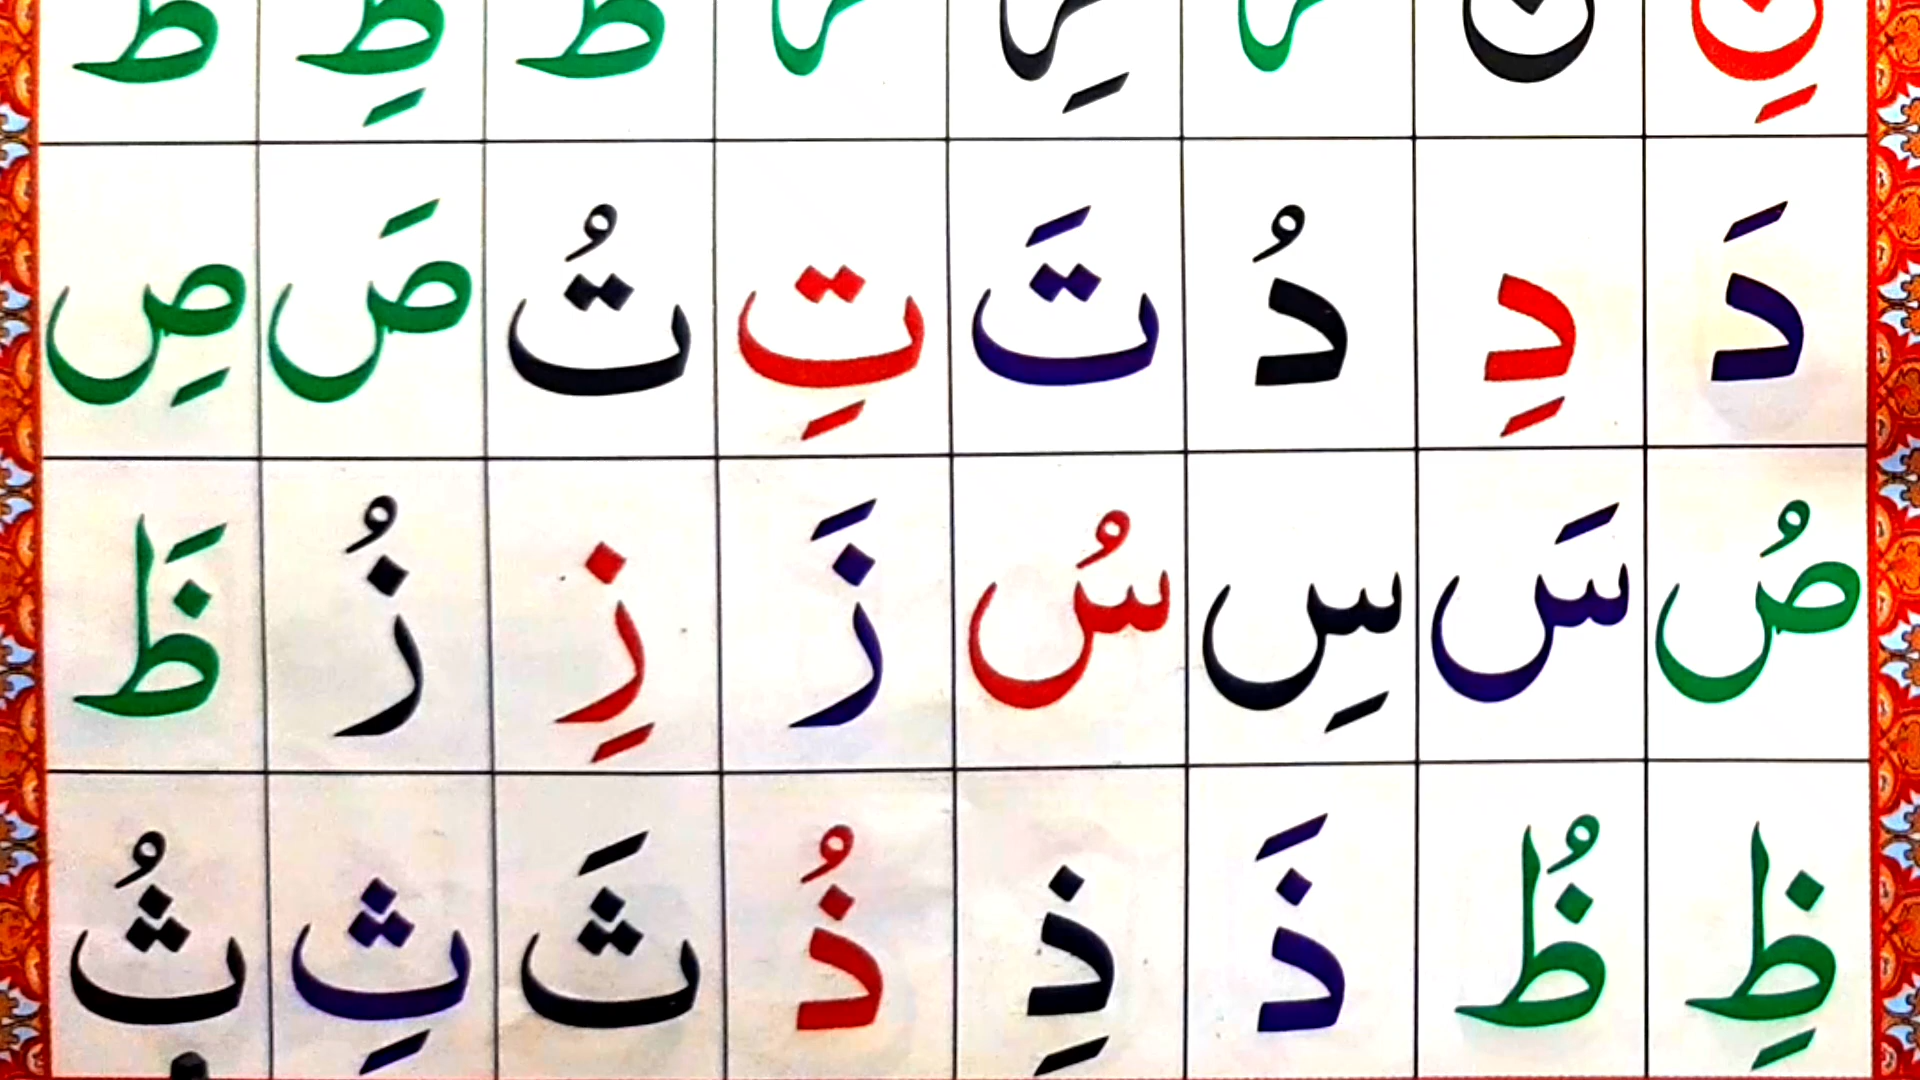 دَ دِ دُ تَ تِ تُ صَ صِ
صُ سَ سِ سُ زَ زِ زُ ظَ
ظِ ظُ ذَ ذِ ذُ ثَ ثِ ثُ